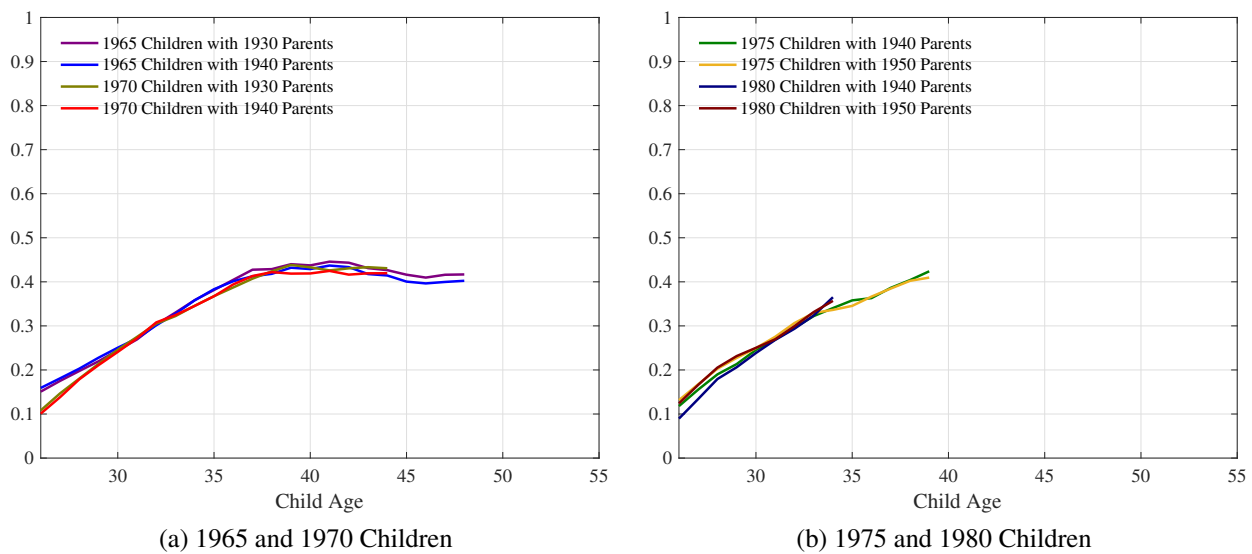 1
0.9
0.8
0.7
0.6
0.5
0.4
0.3
0.2
0.1
0
1965 Children with 1930 Parents
1965 Children with 1940 Parents
1970 Children with 1930 Parents
1970 Children with 1940 Parents
30 35 40 45 50 55
Child Age
(a) 1965 and 1970 Children
1
0.9
0.8
0.7
0.6
0.5
0.4
0.3
0.2
0.1
0
1975 Children with 1940 Parents
1975 Children with 1950 Parents
1980 Children with 1940 Parents
1980 Children with 1950 Parents
30 35 40 45 50 55
Child Age
(b) 1975 and 1980 Children